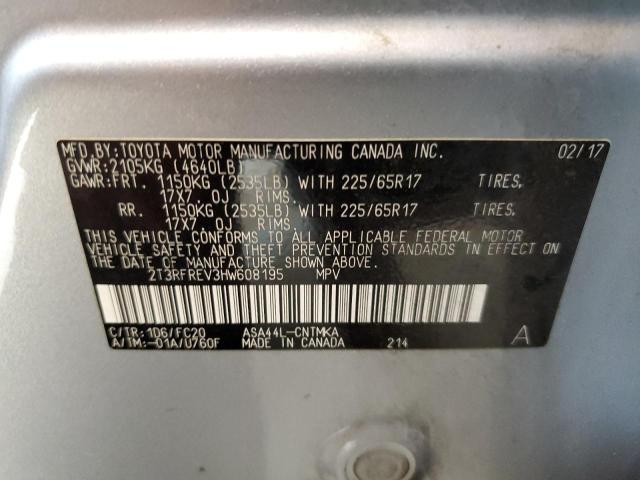 MFD.BY:TOYOTA MOTOR MANUFACTURING CANADA INC. 02/17
GVWR:2105KG (4640LB)
GAWR:FRT. 1150KG (2535LB) WITH 225/65R17 TIRES,
17X7.0J RIMS.
RR. 1150KG (2535LB) WITH 225/65R17 TIRES,
17X7.0J RIMS.
THIS VEHICLE CONFORMS TO ALL APPLICABLE FEDERAL MOTOR
VEHICLE SAFETY AND THEFT PREVENTION STANDARDS IN EFFECT ON
THE DATE OF MANUFACTURE SHOWN ABOVE.
2T3RFREV3HW608195 MPV
C/TR:1D6/FC20 ASA44L-CNTMKA
A/TM:-01A/U760F MADE IN CANADA 214 A